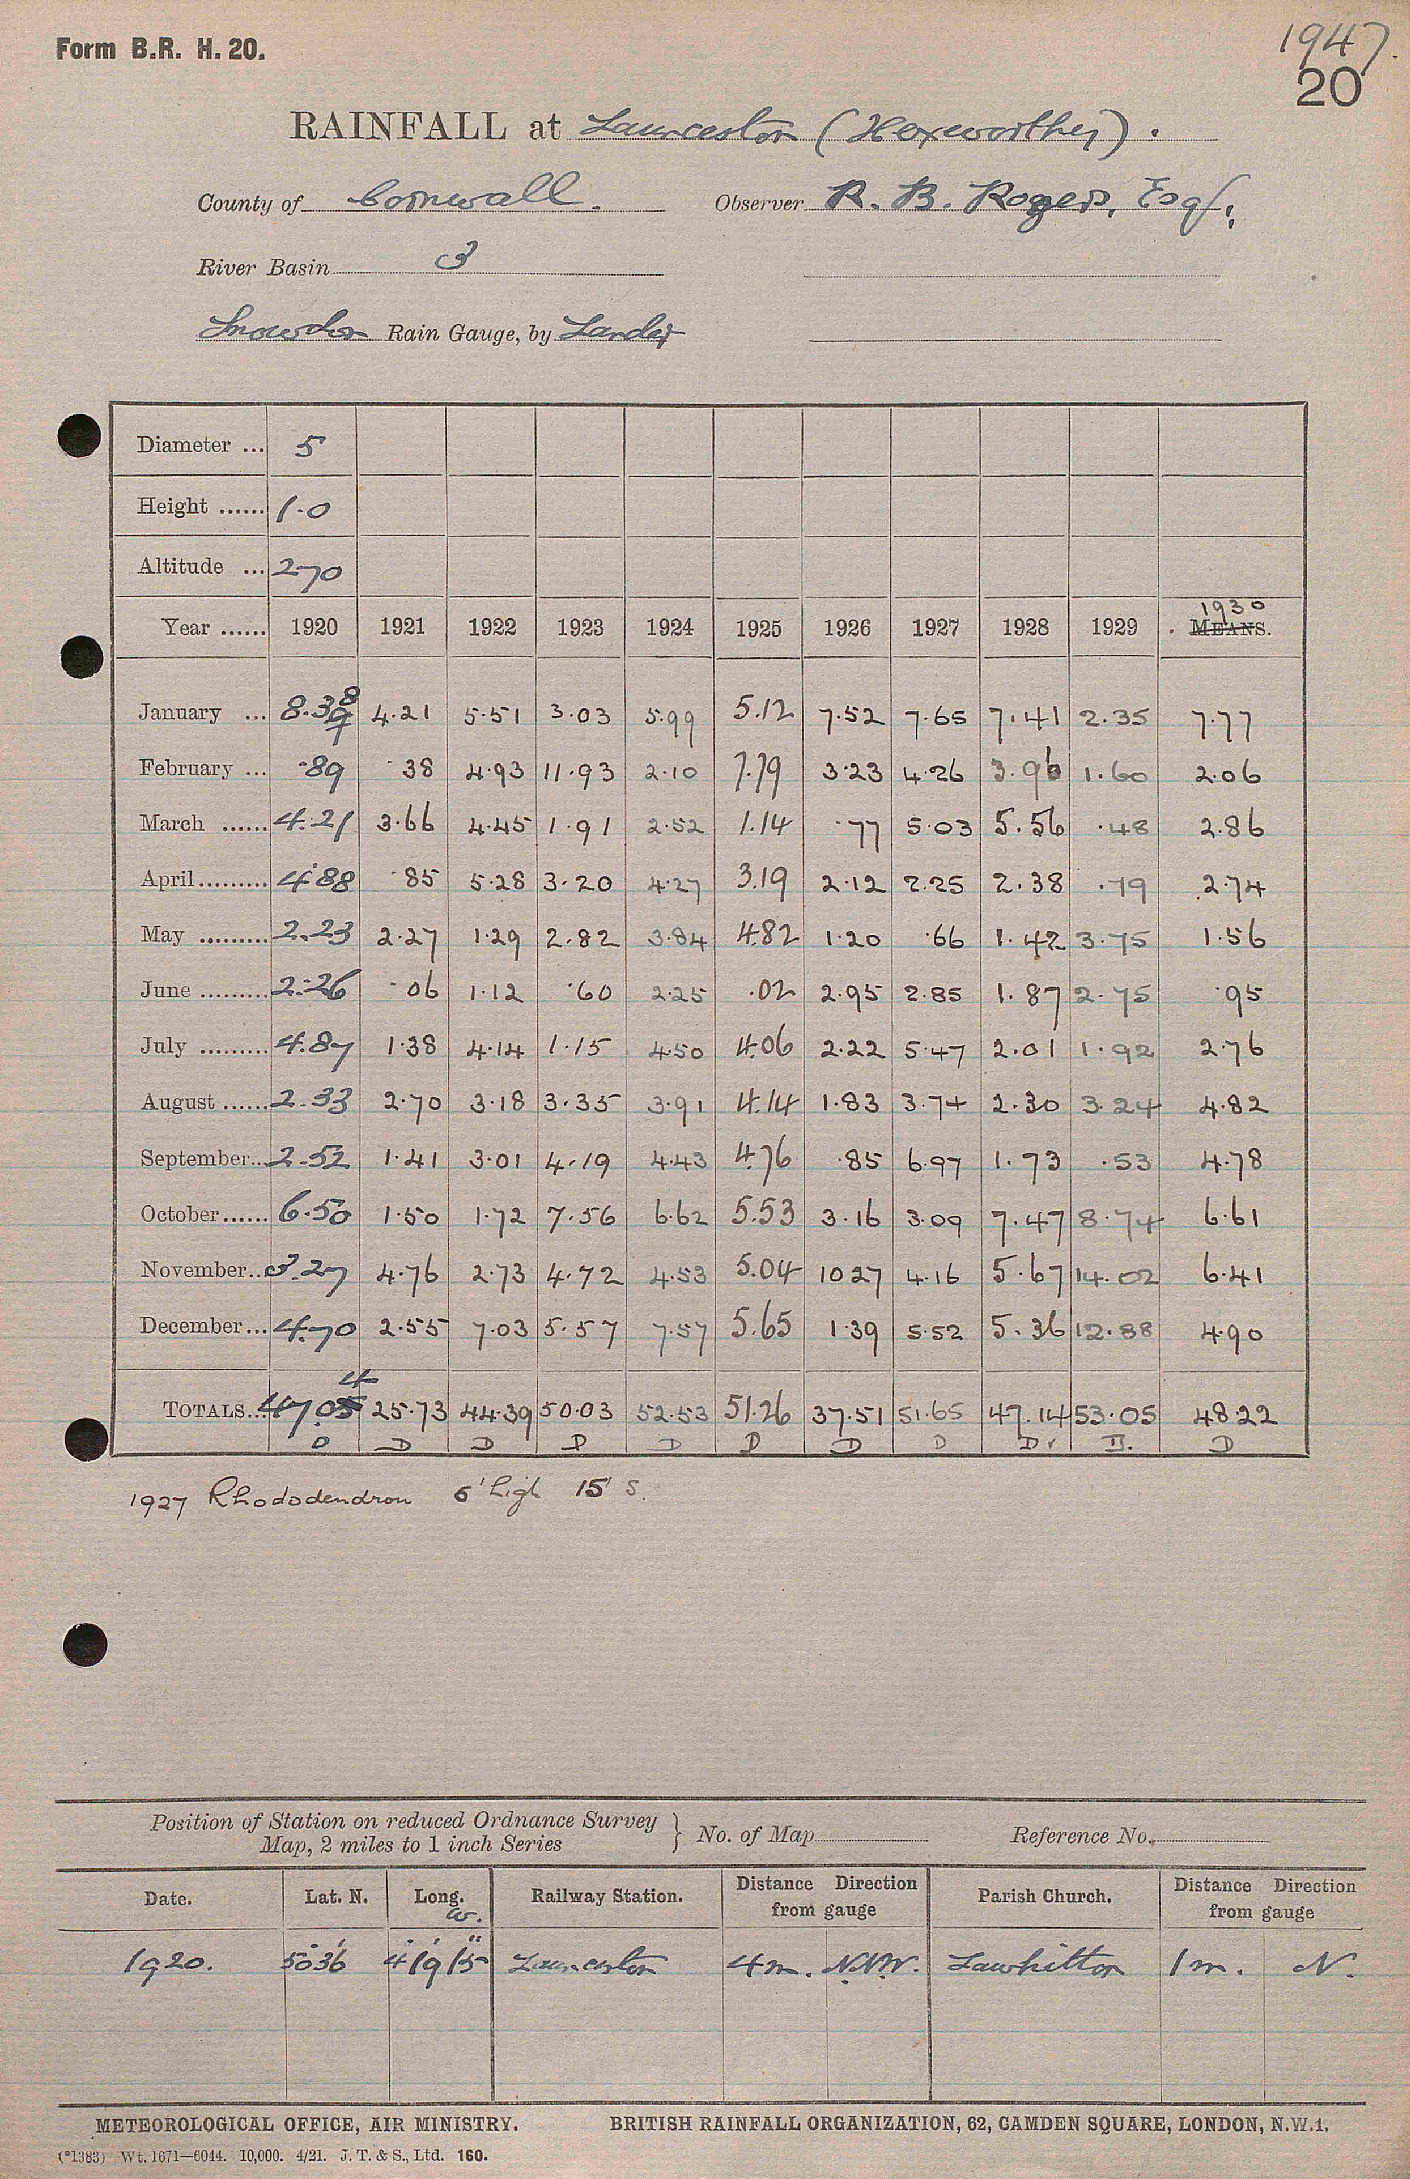 Form B.R. H. 20.
1947.
20
RAINFALL at Launceston (Hexworthy).
County of Cornwall. Observer R. B. Rogers, Esq.,
River Basin 3
Snowdon Rain Gauge, by Lander
Diameter ... 5
Height ...... 1.0
Altitude ... 270
1930
Year ...... 1920 1921 1922 1923 1924 1925 1926 1927 1928 1929 MEANS.
8
January ... 8.39 4.21 5.51 3.03 5.99 5.12 7.52 7.65 7.41 2.35 7.77
February ... .89 .38 4.93 11.93 2.10 7.79 3.23 4.26 3.96 1.60 2.06
March ...... 4.21 3.66 4.45 1.91 2.52 1.14 .77 5.03 5.56 .48 2.86
April ......... 4.88 .85 5.28 3.20 4.27 3.19 2.12 2.25 2.38 .79 2.74
May ......... 2.23 2.27 1.29 2.82 3.84 4.82 1.20 .66 1.42 3.75 1.56
June ......... 2.26 .06 1.12 .60 2.25 .02 2.95 2.85 1.87 2.75 .95
July ......... 4.87 1.38 4.14 1.15 4.50 4.06 2.22 5.47 2.01 1.92 2.76
August ...... 2.33 2.70 3.18 3.35 3.91 4.14 1.83 3.74 2.30 3.24 4.82
September... 2.52 1.41 3.01 4.19 4.43 4.76 .85 6.97 1.73 .53 4.78
October...... 6.50 1.50 1.72 7.56 6.62 5.53 3.16 3.09 7.47 8.74 6.61
November... 3.27 4.76 2.73 4.72 4.53 5.04 10 27 4.16 5.67 14.02 6.41
December... 4.70 2.55 7.03 5.57 7.57 5.65 1.39 5.52 5.36 12.88 4.90
4
TOTALS... 47.05 25.73 44.39 50.03 52.53 51.26 37.51 51.65 47.14 53.05 48 22
D D D D D D D D D D
1927 Rhododendron 6' high 15' S.
Position of Station on reduced Ordnance Survey
Map, 2 miles to 1 inch Series } No. of Map Reference No.
Date. Lat. N. Long. W. Railway Station. Distance Direction from gauge Parish Church. Distance Direction from gauge
1920. 50° 36' 4° 19' 15" Launceston 4 m. N.N.W. Lawhitton 1 m. N.
METEOROLOGICAL OFFICE, AIR MINISTRY. BRITISH RAINFALL ORGANIZATION, 62, CAMDEN SQUARE, LONDON, N.W.1.
(*1383) Wt. 1671—6044. 10,000. 4/21. J. T. & S., Ltd. 160.